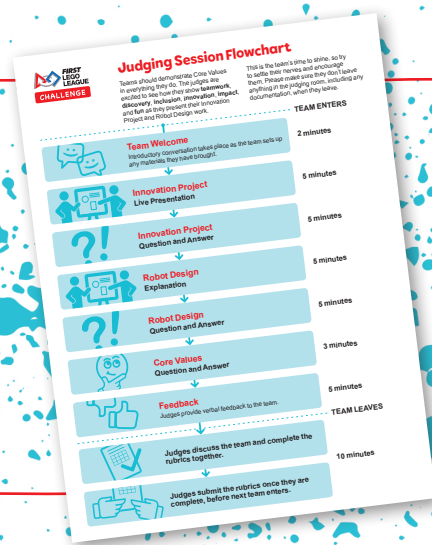 FIRST
LEGO
LEAGUE
CHALLENGE
Judging Session Flowchart
Teams should demonstrate Core Values
in everything they do. The judges are
excited to see how they show teamwork,
discovery, inclusion, innovation, impact,
and fun as they present their Innovation
Project and Robot Design work.
This is the team's time to shine, so try
to settle their nerves and encourage
them. Please make sure they don't leave
anything in the judging room, including any
documentation, when they leave.
TEAM ENTERS
Team Welcome
Introductory conversation takes place as the team sets up
any materials they have brought.
2 minutes
Innovation Project
Live Presentation
5 minutes
Innovation Project
Question and Answer
5 minutes
Robot Design
Explanation
5 minutes
Robot Design
Question and Answer
5 minutes
Core Values
Question and Answer
3 minutes
Feedback
Judges provide verbal feedback to the team.
5 minutes
TEAM LEAVES
Judges discuss the team and complete the
rubrics together.
10 minutes
Judges submit the rubrics once they are
complete, before next team enters.